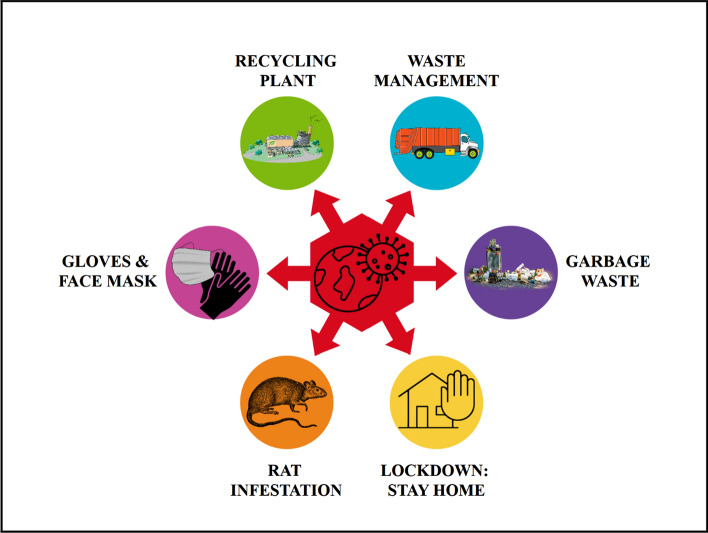 RECYCLING
PLANT
WASTE
MANAGEMENT
GLOVES &
FACE MASK
GARBAGE
WASTE
RAT
INFESTATION
LOCKDOWN:
STAY HOME